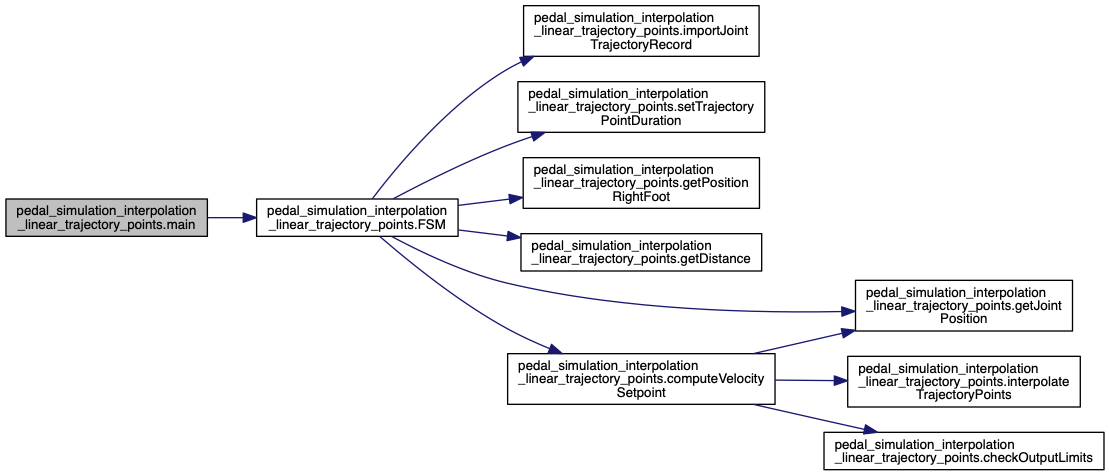 pedal_simulation_interpolation
_linear_trajectory_points.importJoint
TrajectoryRecord
pedal_simulation_interpolation
_linear_trajectory_points.setTrajectory
PointDuration
pedal_simulation_interpolation
_linear_trajectory_points.getPosition
RightFoot
pedal_simulation_interpolation
_linear_trajectory_points.main
pedal_simulation_interpolation
_linear_trajectory_points.FSM
pedal_simulation_interpolation
_linear_trajectory_points.getDistance
pedal_simulation_interpolation
_linear_trajectory_points.getJoint
Position
pedal_simulation_interpolation
_linear_trajectory_points.computeVelocity
Setpoint
pedal_simulation_interpolation
_linear_trajectory_points.interpolate
TrajectoryPoints
pedal_simulation_interpolation
_linear_trajectory_points.checkOutputLimits